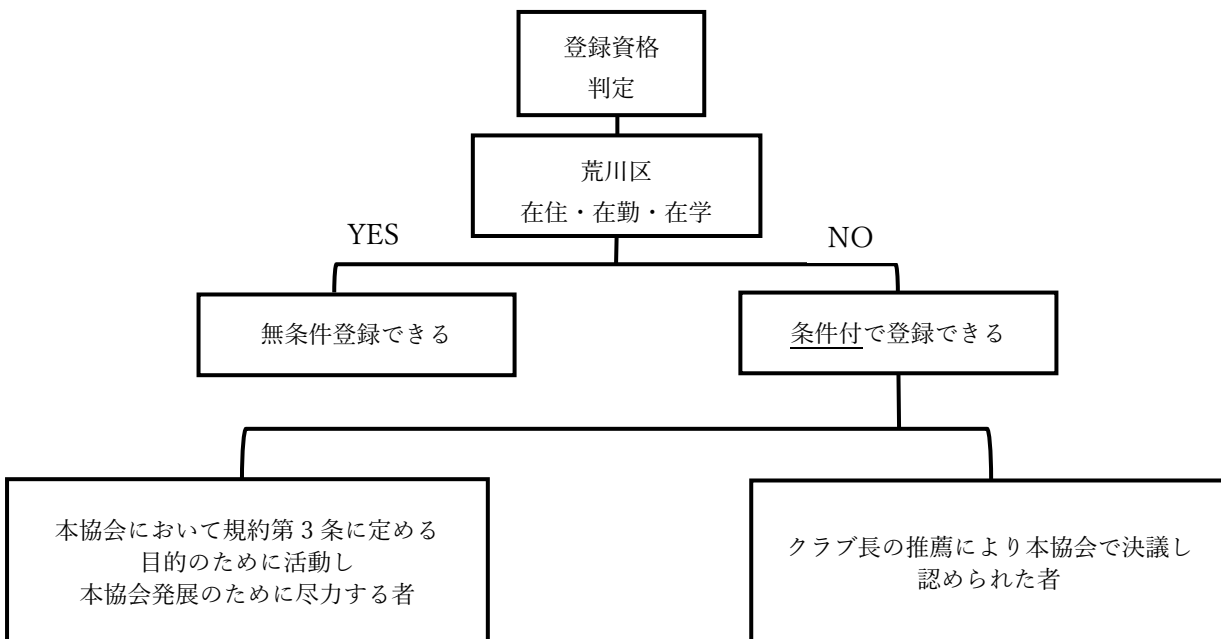 登録資格
判定
荒川区
在住・在勤・在学
YES
NO
無条件登録できる
条件付で登録できる
本協会において規約第3条に定める
目的のために活動し
本協会発展のために尽力する者
クラブ長の推薦により本協会で決議し
認められた者